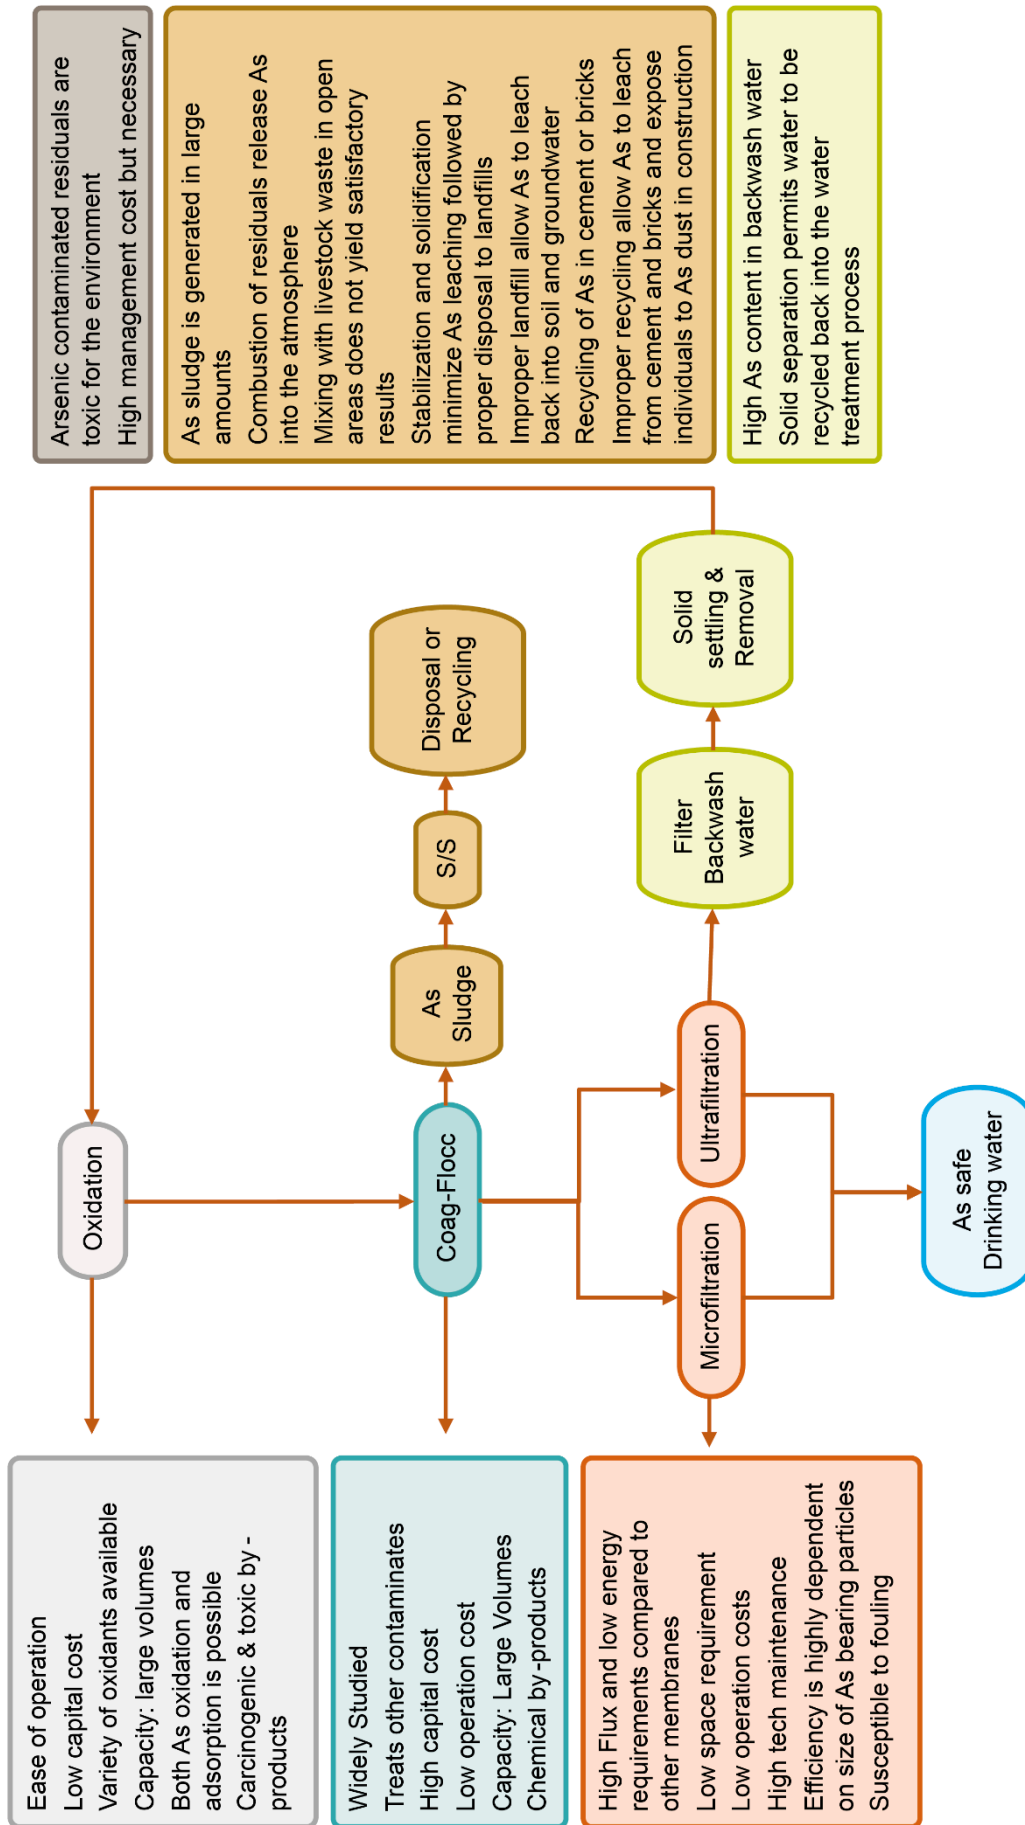 Ease of operation
Low capital cost
Variety of oxidants available
Capacity: large volumes
Both As oxidation and
adsorption is possible
Carcinogenic & toxic by -
products
Widely Studied
Treats other contaminates
High capital cost
Low operation cost
Capacity: Large Volumes
Chemical by-products
High Flux and low energy
requirements compared to
other membranes
Low space requirement
Low operation costs
High tech maintenance
Efficiency is highly dependent
on size of As bearing particles
Susceptible to fouling
Oxidation
Coag-Flocc
Microfiltration
Ultrafiltration
As safe
Drinking water
As
Sludge
S/S
Disposal or
Recycling
Filter
Backwash
water
Solid
settling &
Removal
Arsenic contaminated residuals are
toxic for the environment
High management cost but necessary
As sludge is generated in large
amounts
Combustion of residuals release As
into the atmosphere
Mixing with livestock waste in open
areas does not yield satisfactory
results
Stabilization and solidification
minimize As leaching followed by
proper disposal to landfills
Improper landfill allow As to leach
back into soil and groundwater
Recycling of As in cement or bricks
Improper recycling allow As to leach
from cement and bricks and expose
individuals to As dust in construction
High As content in backwash water
Solid separation permits water to be
recycled back into the water
treatment process